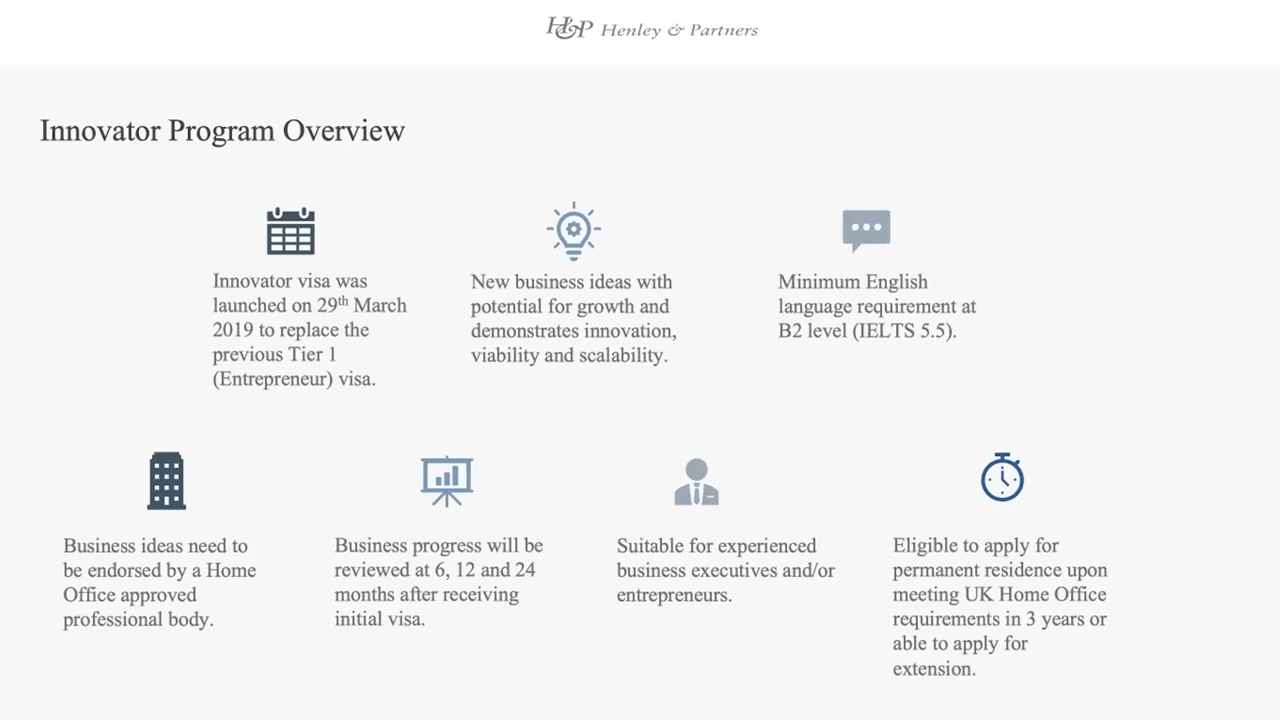 H&P Henley & Partners
Innovator Program Overview
Innovator visa was
launched on 29th March
2019 to replace the
previous Tier 1
(Entrepreneur) visa.
New business ideas with
potential for growth and
demonstrates innovation,
viability and scalability.
Minimum English
language requirement at
B2 level (IELTS 5.5).
Business ideas need to
be endorsed by a Home
Office approved
professional body.
Business progress will be
reviewed at 6, 12 and 24
months after receiving
initial visa.
Suitable for experienced
business executives and/or
entrepreneurs.
Eligible to apply for
permanent residence upon
meeting UK Home Office
requirements in 3 years or
able to apply for
extension.